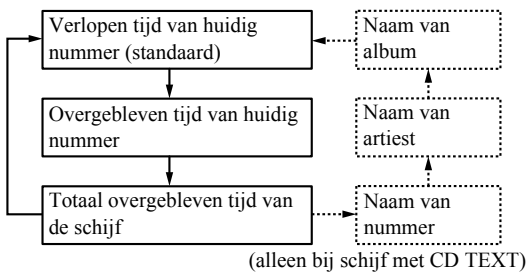 Verlopen tijd van huidig
nummer (standaard)
Overgebleven tijd van huidig
nummer
Totaal overgebleven tijd van
de schijf
Naam van
album
Naam van
artiest
Naam van
nummer
(alleen bij schijf met CD TEXT)